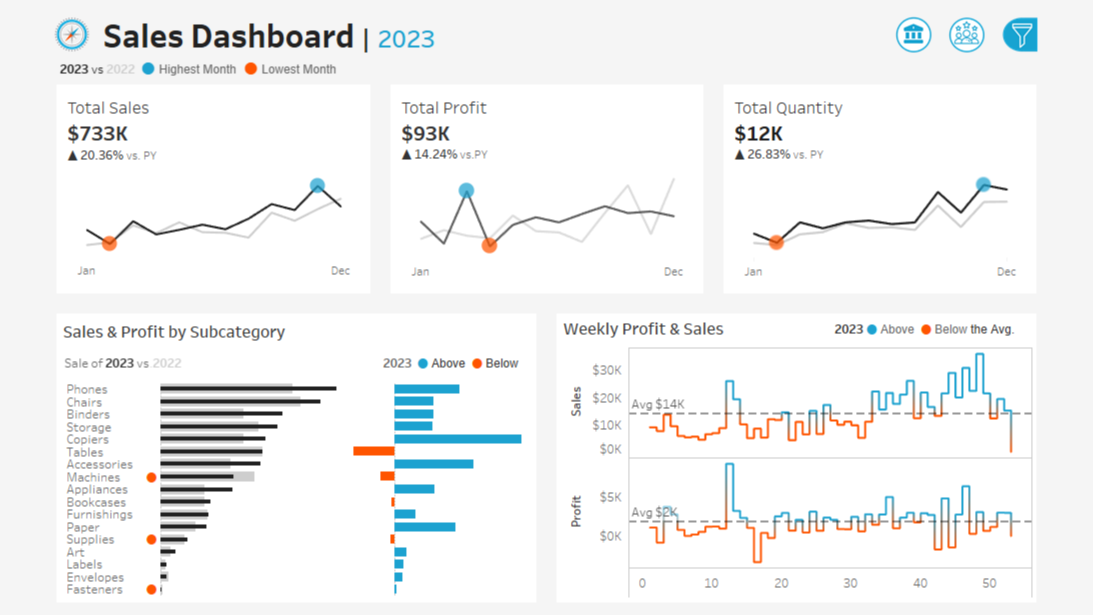 Sales Dashboard | 2023
2023 vs 2022 Highest Month Lowest Month
Total Sales
$733K
▲ 20.36% vs. PY
Jan Dec
Total Profit
$93K
▲ 14.24% vs.PY
Jan Dec
Total Quantity
$12K
▲ 26.83% vs. PY
Jan Dec
Sales & Profit by Subcategory
Sale of 2023 vs 2022
2023 Above Below
Phones
Chairs
Binders
Storage
Copiers
Tables
Accessories
Machines
Appliances
Bookcases
Furnishings
Paper
Supplies
Art
Labels
Envelopes
Fasteners
Weekly Profit & Sales
2023 Above Below the Avg.
Sales
$30K
$20K
Avg $14K
$10K
$0K
Profit
$5K
Avg $2K
$0K
0 10 20 30 40 50